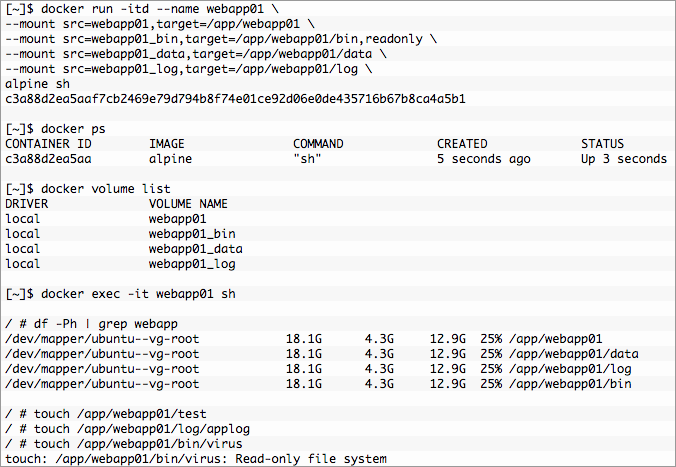 [~]$ docker run -itd --name webapp01 \
--mount src=webapp01,target=/app/webapp01 \
--mount src=webapp01_bin,target=/app/webapp01/bin,readonly \
--mount src=webapp01_data,target=/app/webapp01/data \
--mount src=webapp01_log,target=/app/webapp01/log \
alpine sh
c3a88d2ea5aaf7cb2469e79d794b8f74e01ce92d06e0de435716b67b8ca4a5b1
[~]$ docker ps
CONTAINER ID IMAGE COMMAND CREATED STATUS
c3a88d2ea5aa alpine "sh" 5 seconds ago Up 3 seconds
[~]$ docker volume list
DRIVER VOLUME NAME
local webapp01
local webapp01_bin
local webapp01_data
local webapp01_log
[~]$ docker exec -it webapp01 sh
/ # df -Ph | grep webapp
/dev/mapper/ubuntu--vg-root 18.1G 4.3G 12.9G 25% /app/webapp01
/dev/mapper/ubuntu--vg-root 18.1G 4.3G 12.9G 25% /app/webapp01/data
/dev/mapper/ubuntu--vg-root 18.1G 4.3G 12.9G 25% /app/webapp01/log
/dev/mapper/ubuntu--vg-root 18.1G 4.3G 12.9G 25% /app/webapp01/bin
/ # touch /app/webapp01/test
/ # touch /app/webapp01/log/applog
/ # touch /app/webapp01/bin/virus
touch: /app/webapp01/bin/virus: Read-only file system